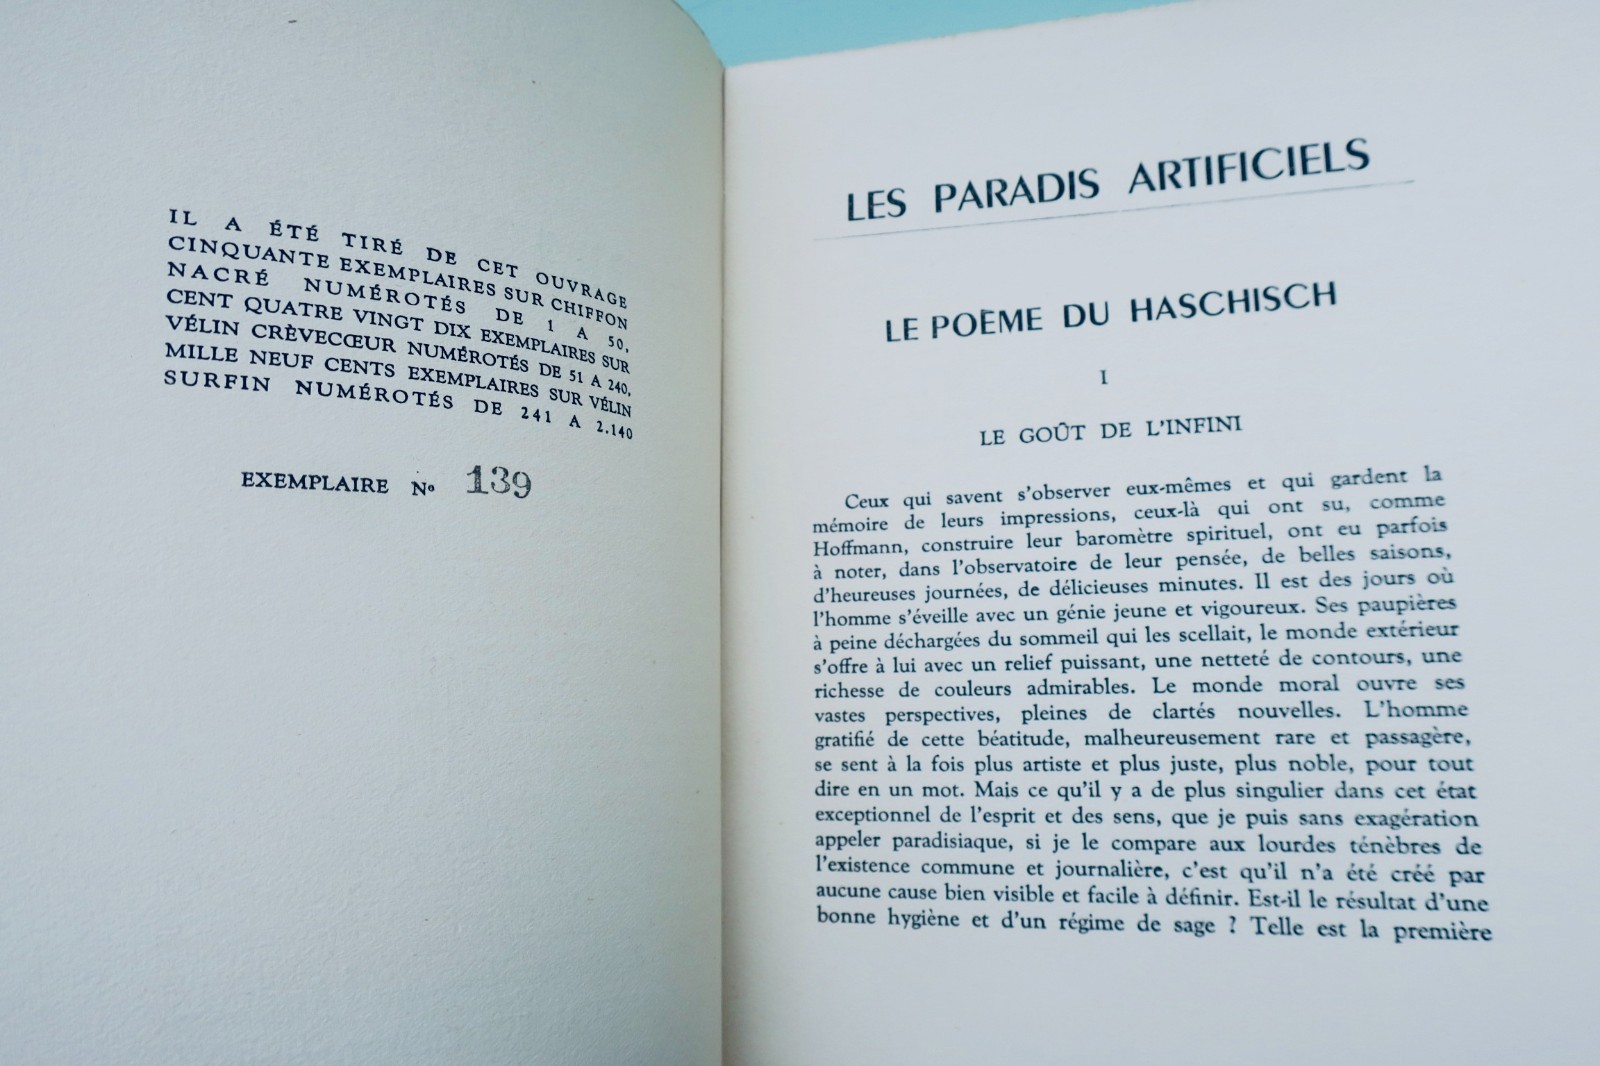 IL A ÉTÉ TIRÉ DE CET OUVRAGE
CINQUANTE EXEMPLAIRES SUR CHIFFON
NACRÉ NUMÉROTÉS DE 1 A 50,
CENT QUATRE VINGT DIX EXEMPLAIRES SUR
VÉLIN CRÈVECŒUR NUMÉROTÉS DE 51 A 240,
MILLE NEUF CENTS EXEMPLAIRES SUR VÉLIN
SURFIN NUMÉROTÉS DE 241 A 2.140
EXEMPLAIRE Nº 139
LES PARADIS ARTIFICIELS
LE POÈME DU HASCHISCH
I
LE GOÛT DE L'INFINI
Ceux qui savent s'observer eux-mêmes et qui gardent la
mémoire de leurs impressions, ceux-là qui ont su, comme
Hoffmann, construire leur baromètre spirituel, ont eu parfois
à noter, dans l'observatoire de leur pensée, de belles saisons,
d'heureuses journées, de délicieuses minutes. Il est des jours où
l'homme s'éveille avec un génie jeune et vigoureux. Ses paupières
à peine déchargées du sommeil qui les scellait, le monde extérieur
s'offre à lui avec un relief puissant, une netteté de contours, une
richesse de couleurs admirables. Le monde moral ouvre ses
vastes perspectives, pleines de clartés nouvelles. L'homme
gratifié de cette béatitude, malheureusement rare et passagère,
se sent à la fois plus artiste et plus juste, plus noble, pour tout
dire en un mot. Mais ce qu'il y a de plus singulier dans cet état
exceptionnel de l'esprit et des sens, que je puis sans exagération
appeler paradisiaque, si je le compare aux lourdes ténèbres de
l'existence commune et journalière, c'est qu'il n'a été créé par
aucune cause bien visible et facile à définir. Est-il le résultat d'une
bonne hygiène et d'un régime de sage ? Telle est la première